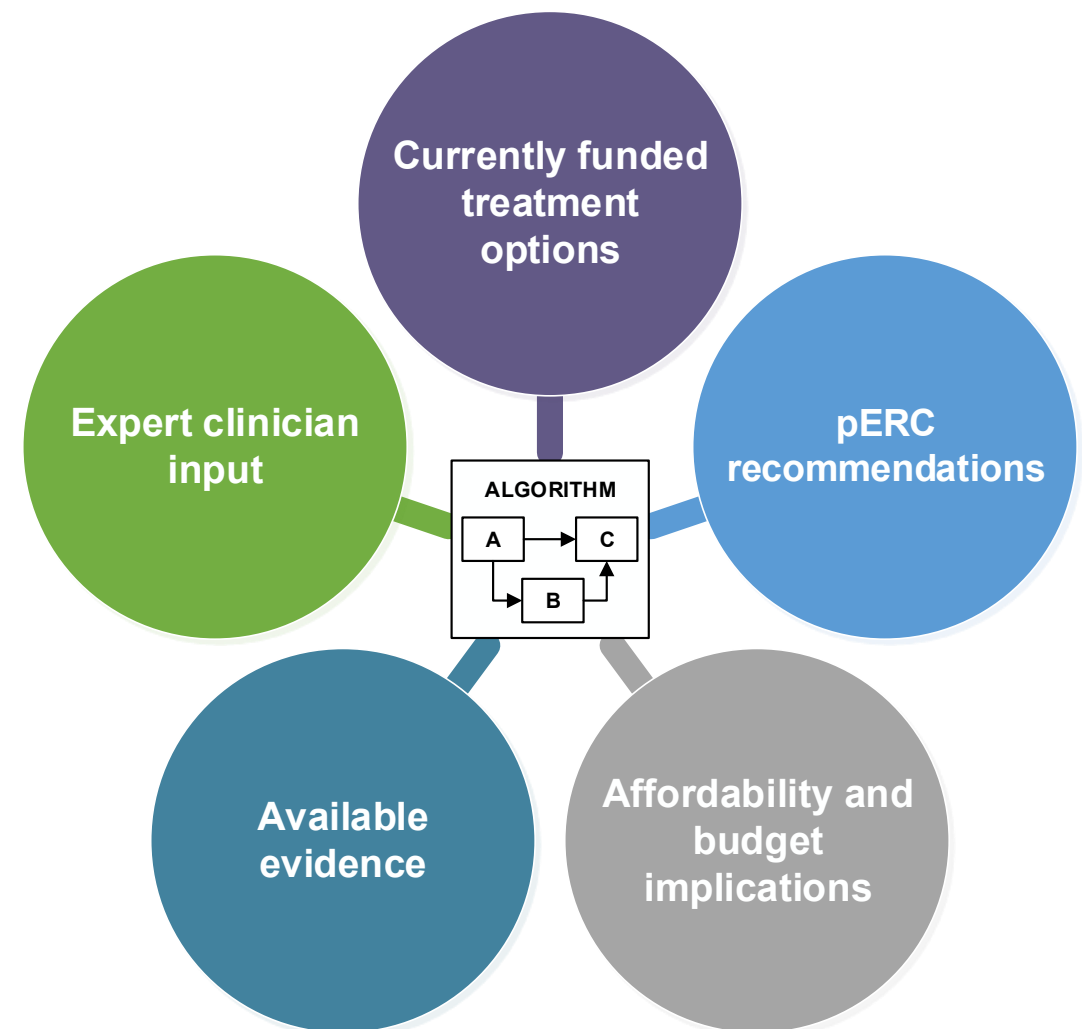 Currently funded
treatment
options
Expert clinician
input
pERC
recommendations
ALGORITHM
A
C
B
Available
evidence
Affordability and
budget
implications